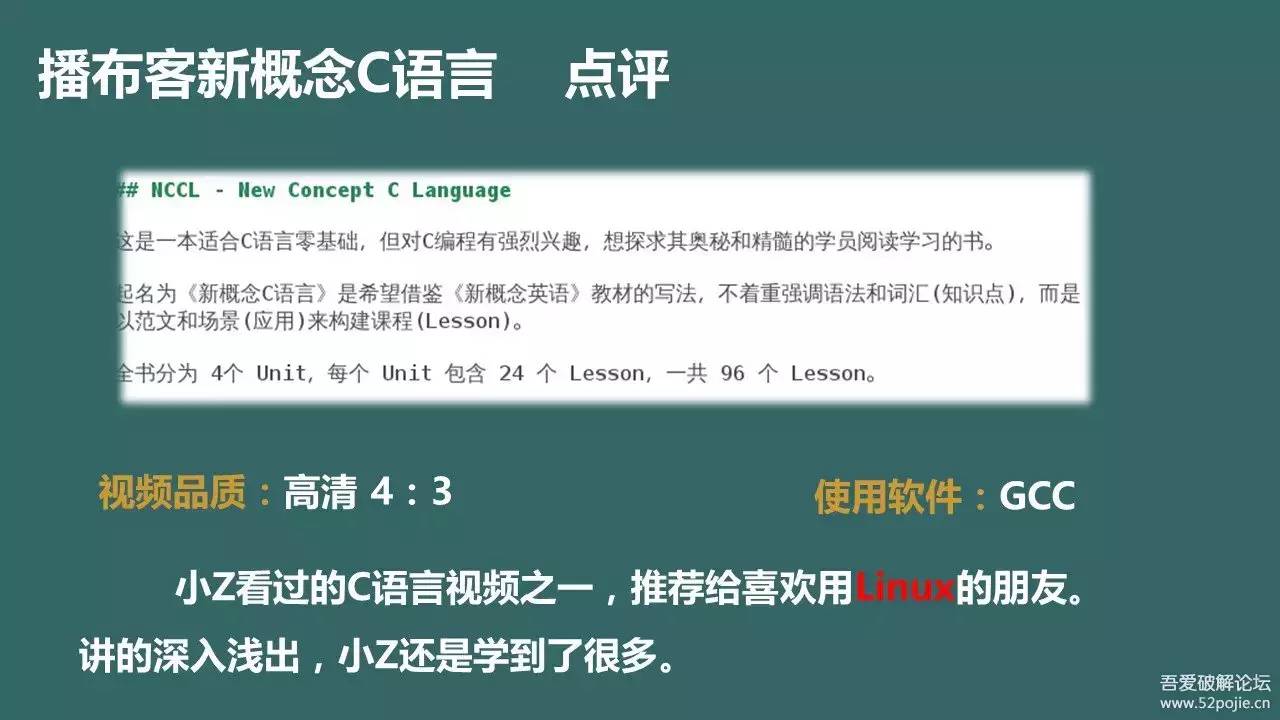 播布客新概念C语言 点评
## NCCL - New Concept C Language
这是一本适合C语言零基础，但对C编程有强烈兴趣，想探求其奥秘和精髓的学员阅读学习的书。
起名为《新概念C语言》是希望借鉴《新概念英语》教材的写法，不着重强调语法和词汇(知识点)，而是
以范文和场景(应用)来构建课程(Lesson)。
全书分为 4个 Unit，每个 Unit 包含 24 个 Lesson，一共 96 个 Lesson。
视频品质：高清 4：3
使用软件：GCC
小Z看过的C语言视频之一，推荐给喜欢用Linux的朋友。
讲的深入浅出，小Z还是学到了很多。
吾爱破解论坛
www.52pojie.cn